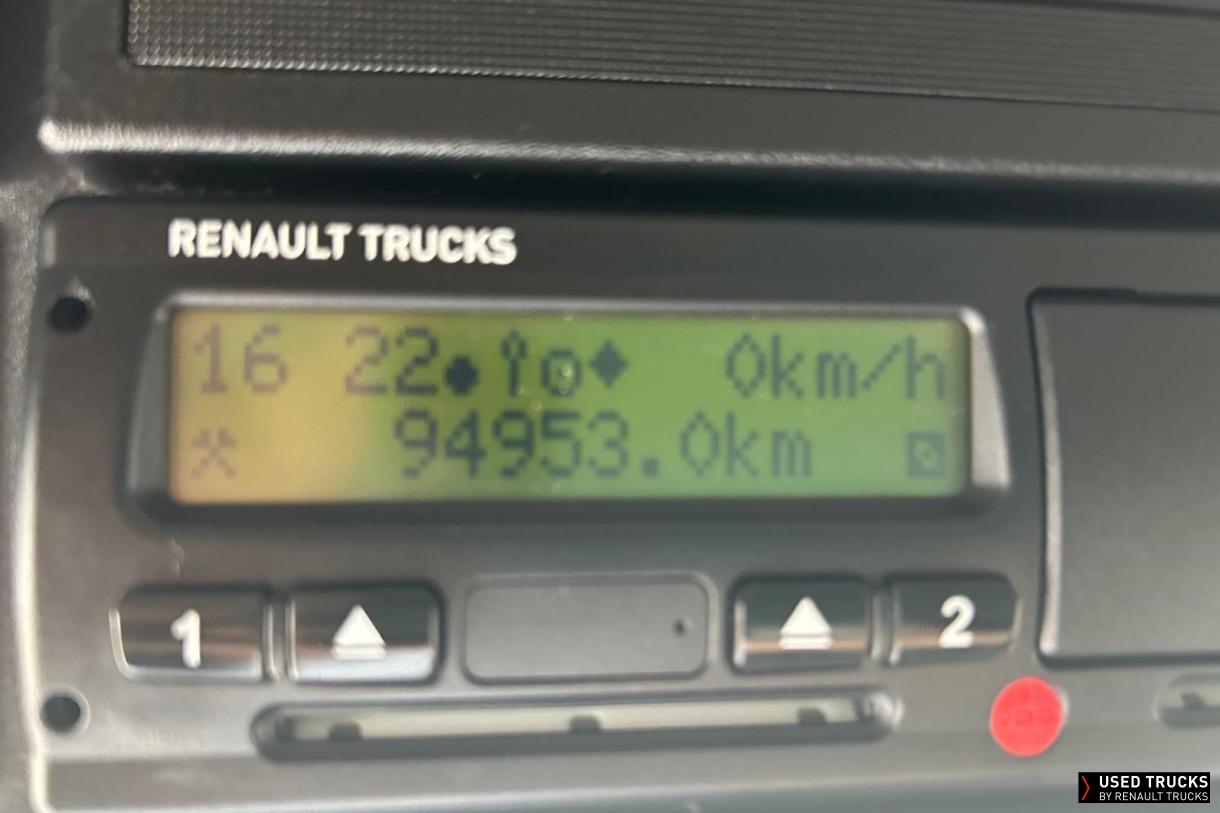 RENAULT TRUCKS
16 22 0km/h
94953.0km
1
2
USED TRUCKS
BY RENAULT TRUCKS